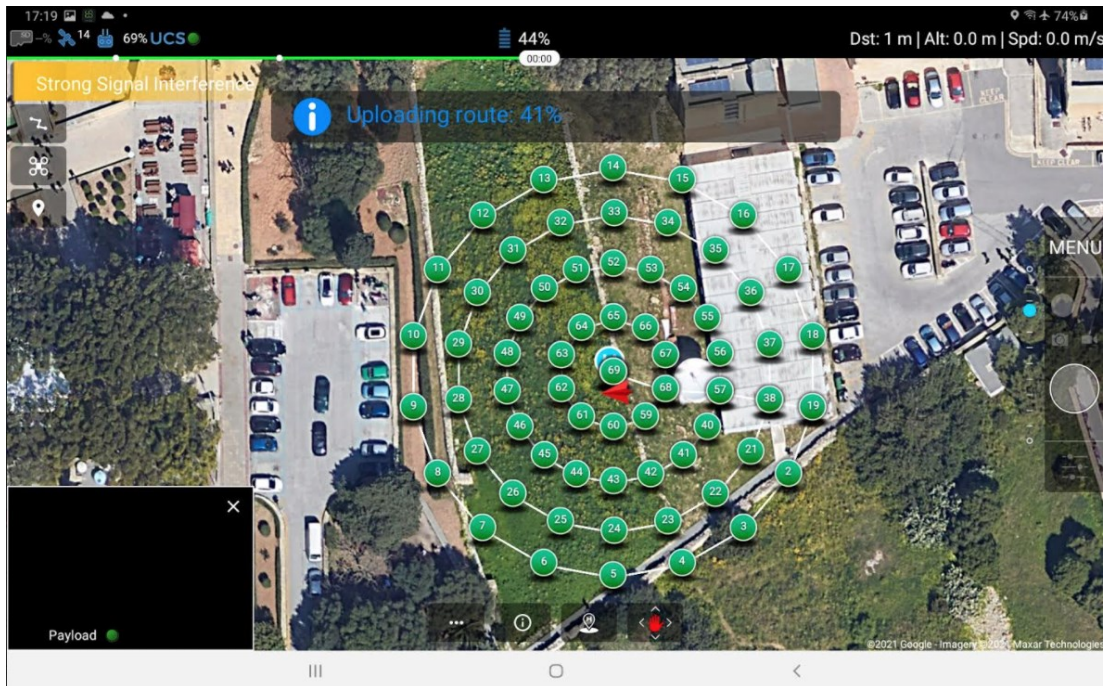 17:19
74%
SD -% 14 69% UCS
44%
Dst: 1 m | Alt: 0.0 m | Spd: 0.0 m/s
00:00
Strong Signal Interference
Uploading route: 41%
KEEP CLEAR
KEEP CLEAR
14
13 15
12 33 16
32 34
31 35
11 52 17
51 53
30 50 54 36
49 65 55
64 66
10 18
29 48 63 67 56 37
69
28 47 62 68 57 38
9 19
61 60 59
46 40
27 45 41 21
8 44 43 42 2
26 22
25 23
7 24 3
6 4
5
MENU
H
Payload
©2021 Google - Imagery ©2021 Maxar Technologies